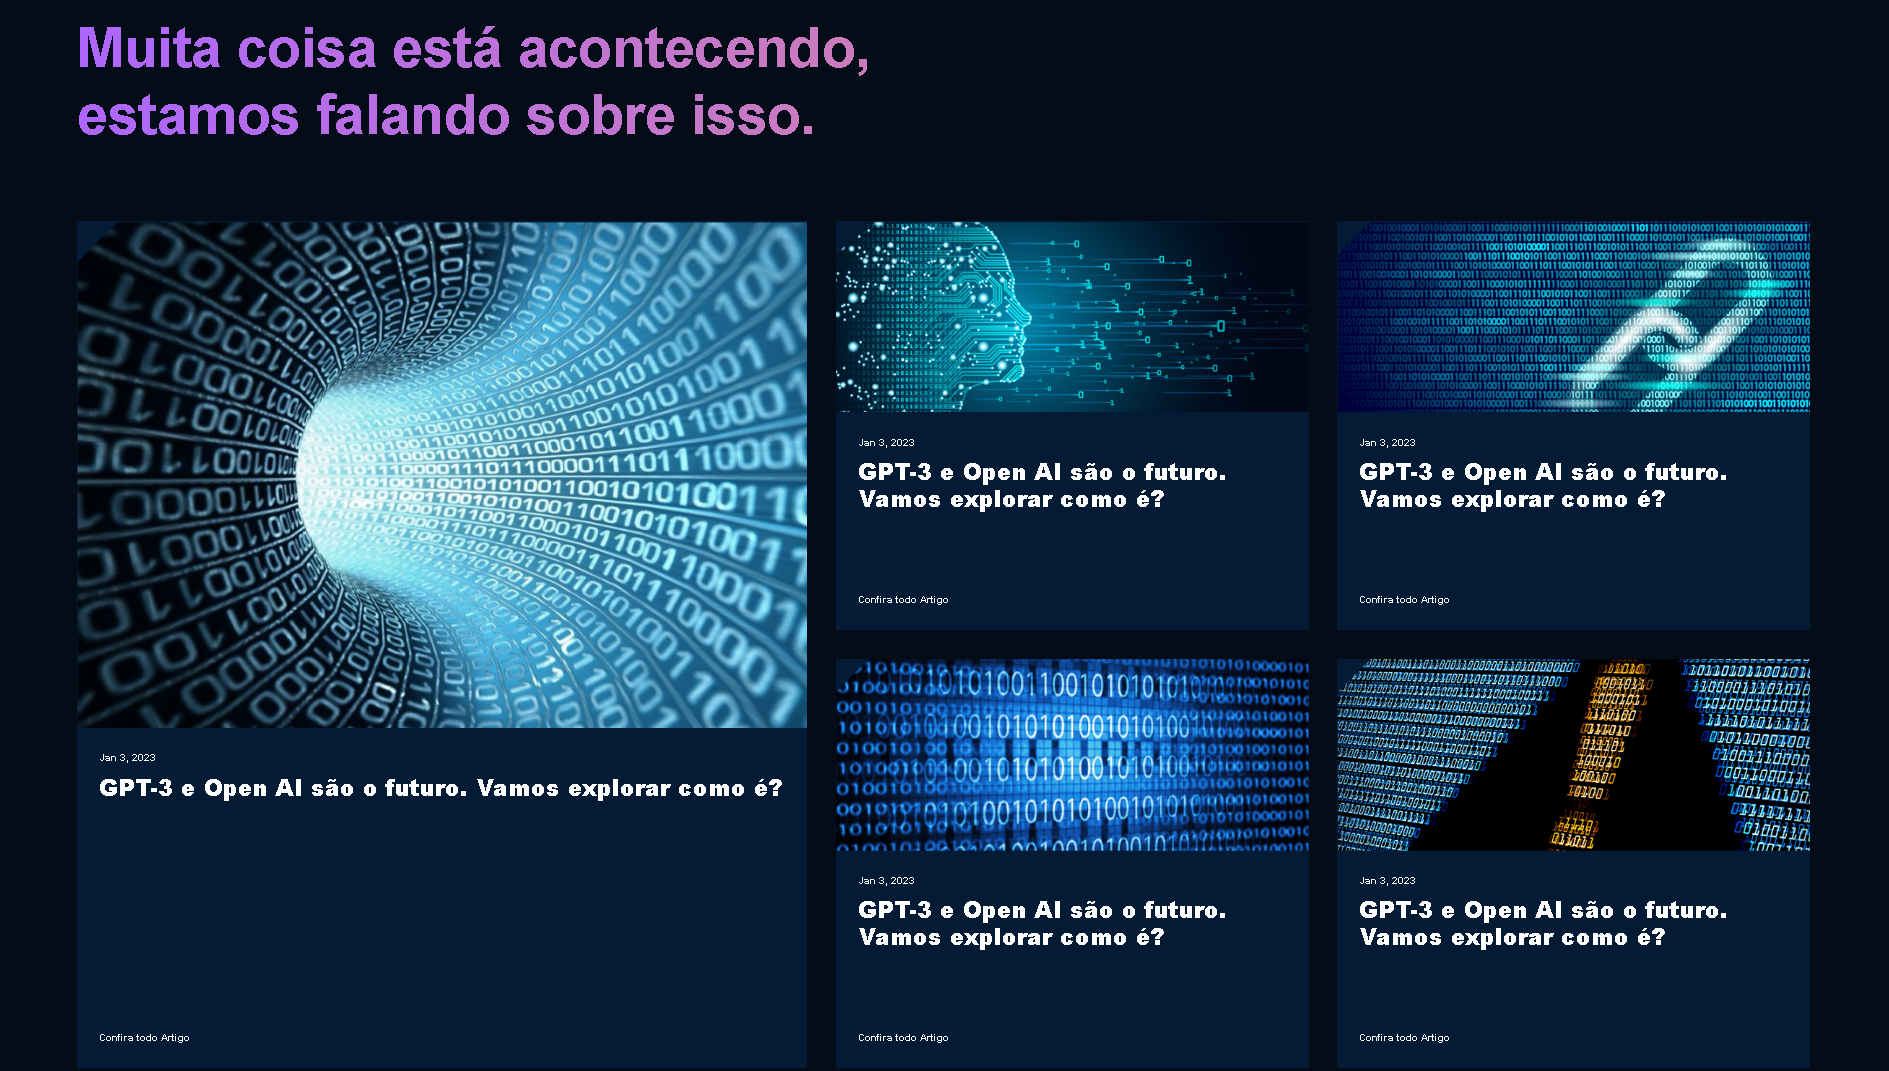 Muita coisa está acontecendo,
estamos falando sobre isso.
Jan 3, 2023
GPT-3 e Open AI são o futuro. Vamos explorar como é?
Confira todo Artigo
Jan 3, 2023
GPT-3 e Open AI são o futuro.
Vamos explorar como é?
Confira todo Artigo
Jan 3, 2023
GPT-3 e Open AI são o futuro.
Vamos explorar como é?
Confira todo Artigo
Jan 3, 2023
GPT-3 e Open AI são o futuro.
Vamos explorar como é?
Confira todo Artigo
Jan 3, 2023
GPT-3 e Open AI são o futuro.
Vamos explorar como é?
Confira todo Artigo